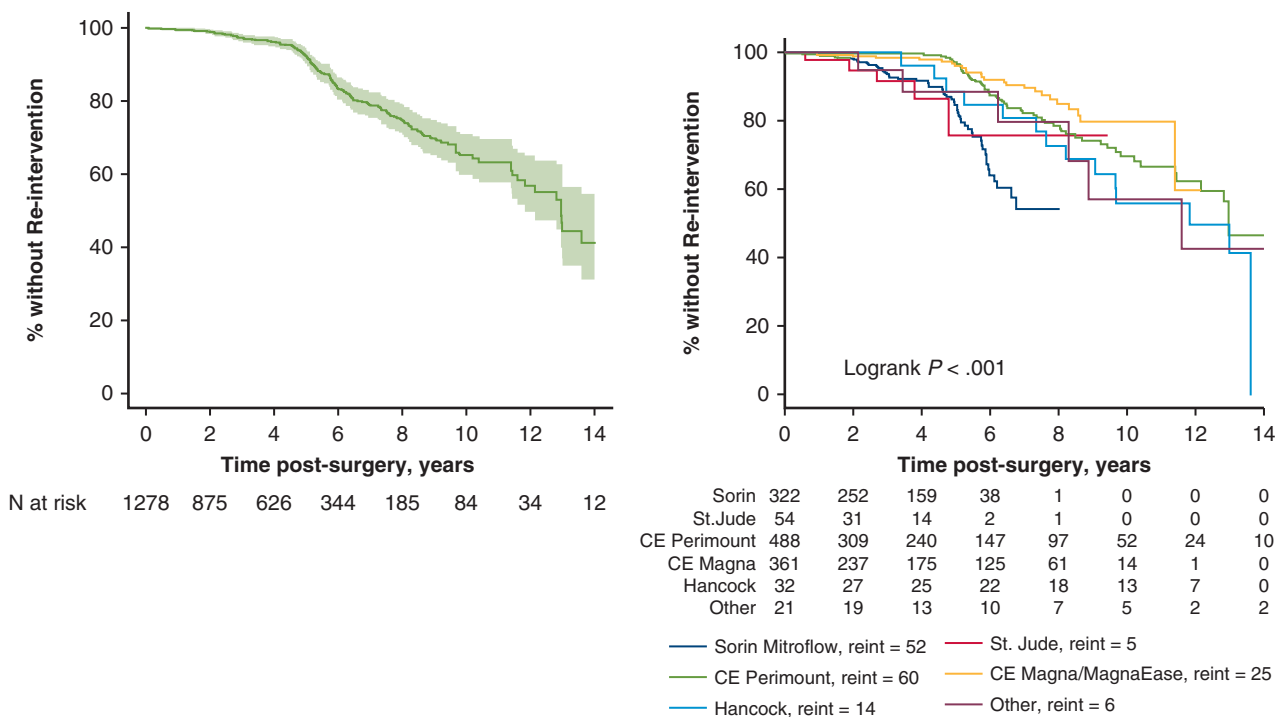 % without Re-intervention
100
80
60
40
20
0
0 2 4 6 8 10 12 14
Time post-surgery, years
N at risk 1278 875 626 344 185 84 34 12
% without Re-intervention
100
80
60
40
20
0
Logrank P < .001
0 2 4 6 8 10 12 14
Time post-surgery, years
Sorin 322 252 159 38 1 0 0 0
St.Jude 54 31 14 2 1 0 0 0
CE Perimount 488 309 240 147 97 52 24 10
CE Magna 361 237 175 125 61 14 1 0
Hancock 32 27 25 22 18 13 7 0
Other 21 19 13 10 7 5 2 2
Sorin Mitroflow, reint = 52 St. Jude, reint = 5
CE Perimount, reint = 60 CE Magna/MagnaEase, reint = 25
Hancock, reint = 14 Other, reint = 6